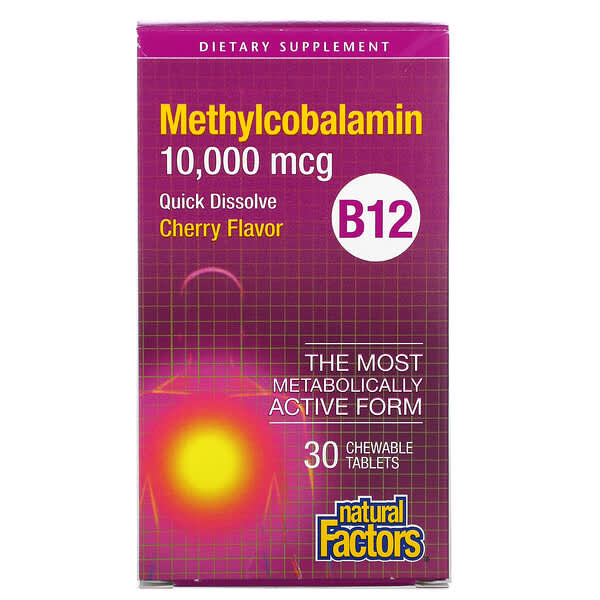 DIETARY SUPPLEMENT
Methylcobalamin
10,000 mcg
Quick Dissolve
Cherry Flavor
B12
THE MOST
METABOLICALLY
ACTIVE FORM
30 CHEWABLE
TABLETS
natural
Factors®